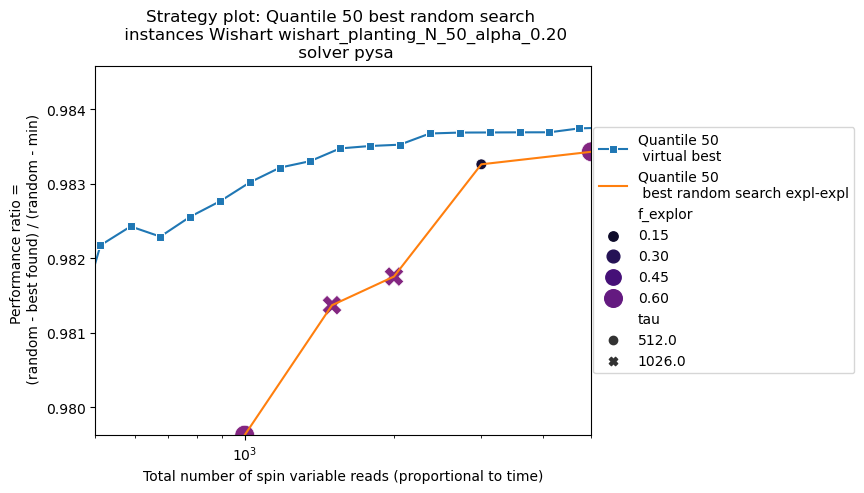 Strategy plot: Quantile 50 best random search
instances Wishart wishart_planting_N_50_alpha_0.20
solver pysa
Performance ratio =
(random - best found) / (random - min)
0.984
0.983
0.982
0.981
0.980
10^3
Total number of spin variable reads (proportional to time)
Quantile 50
virtual best
Quantile 50
best random search expl-expl
f_explor
0.15
0.30
0.45
0.60
tau
512.0
1026.0